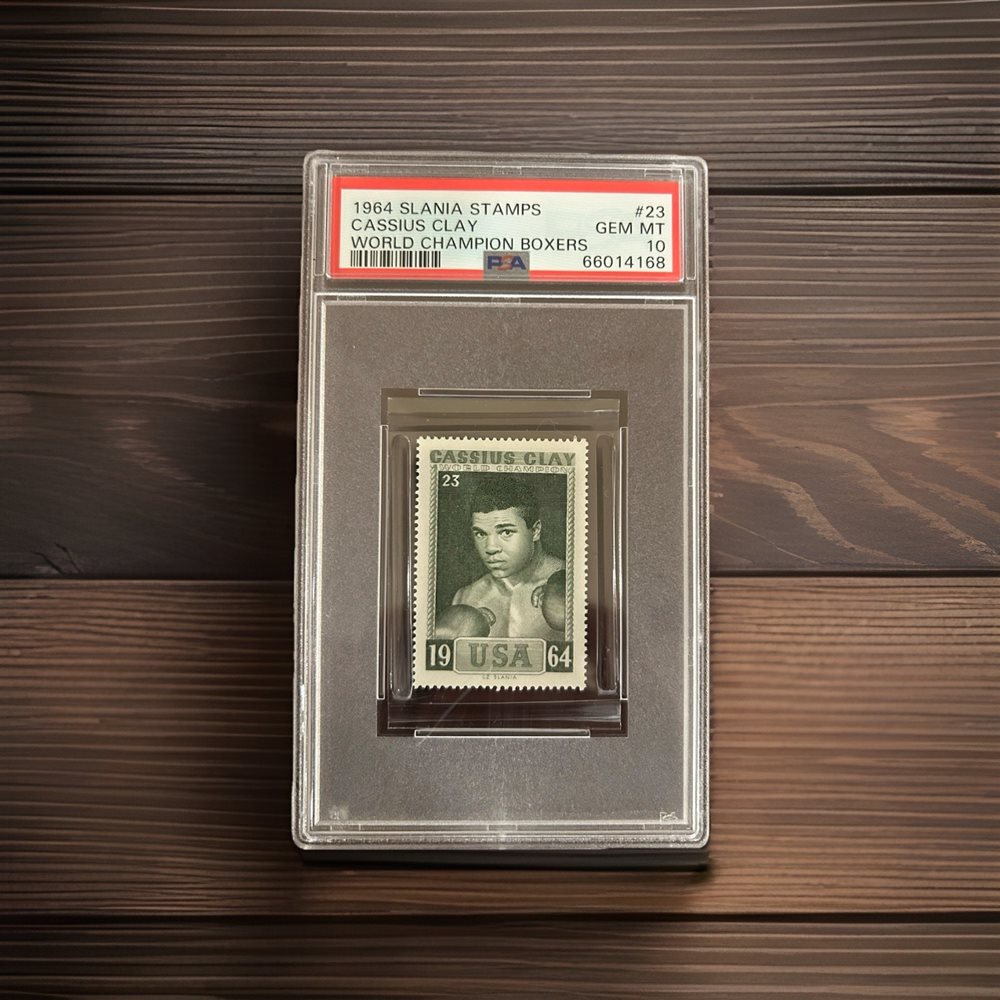 1964 SLANIA STAMPS #23
CASSIUS CLAY GEM MT
WORLD CHAMPION BOXERS 10
PSA 66014168
CASSIUS CLAY
WORLD CHAMPION
23
19 USA 64
CZ SLANIA